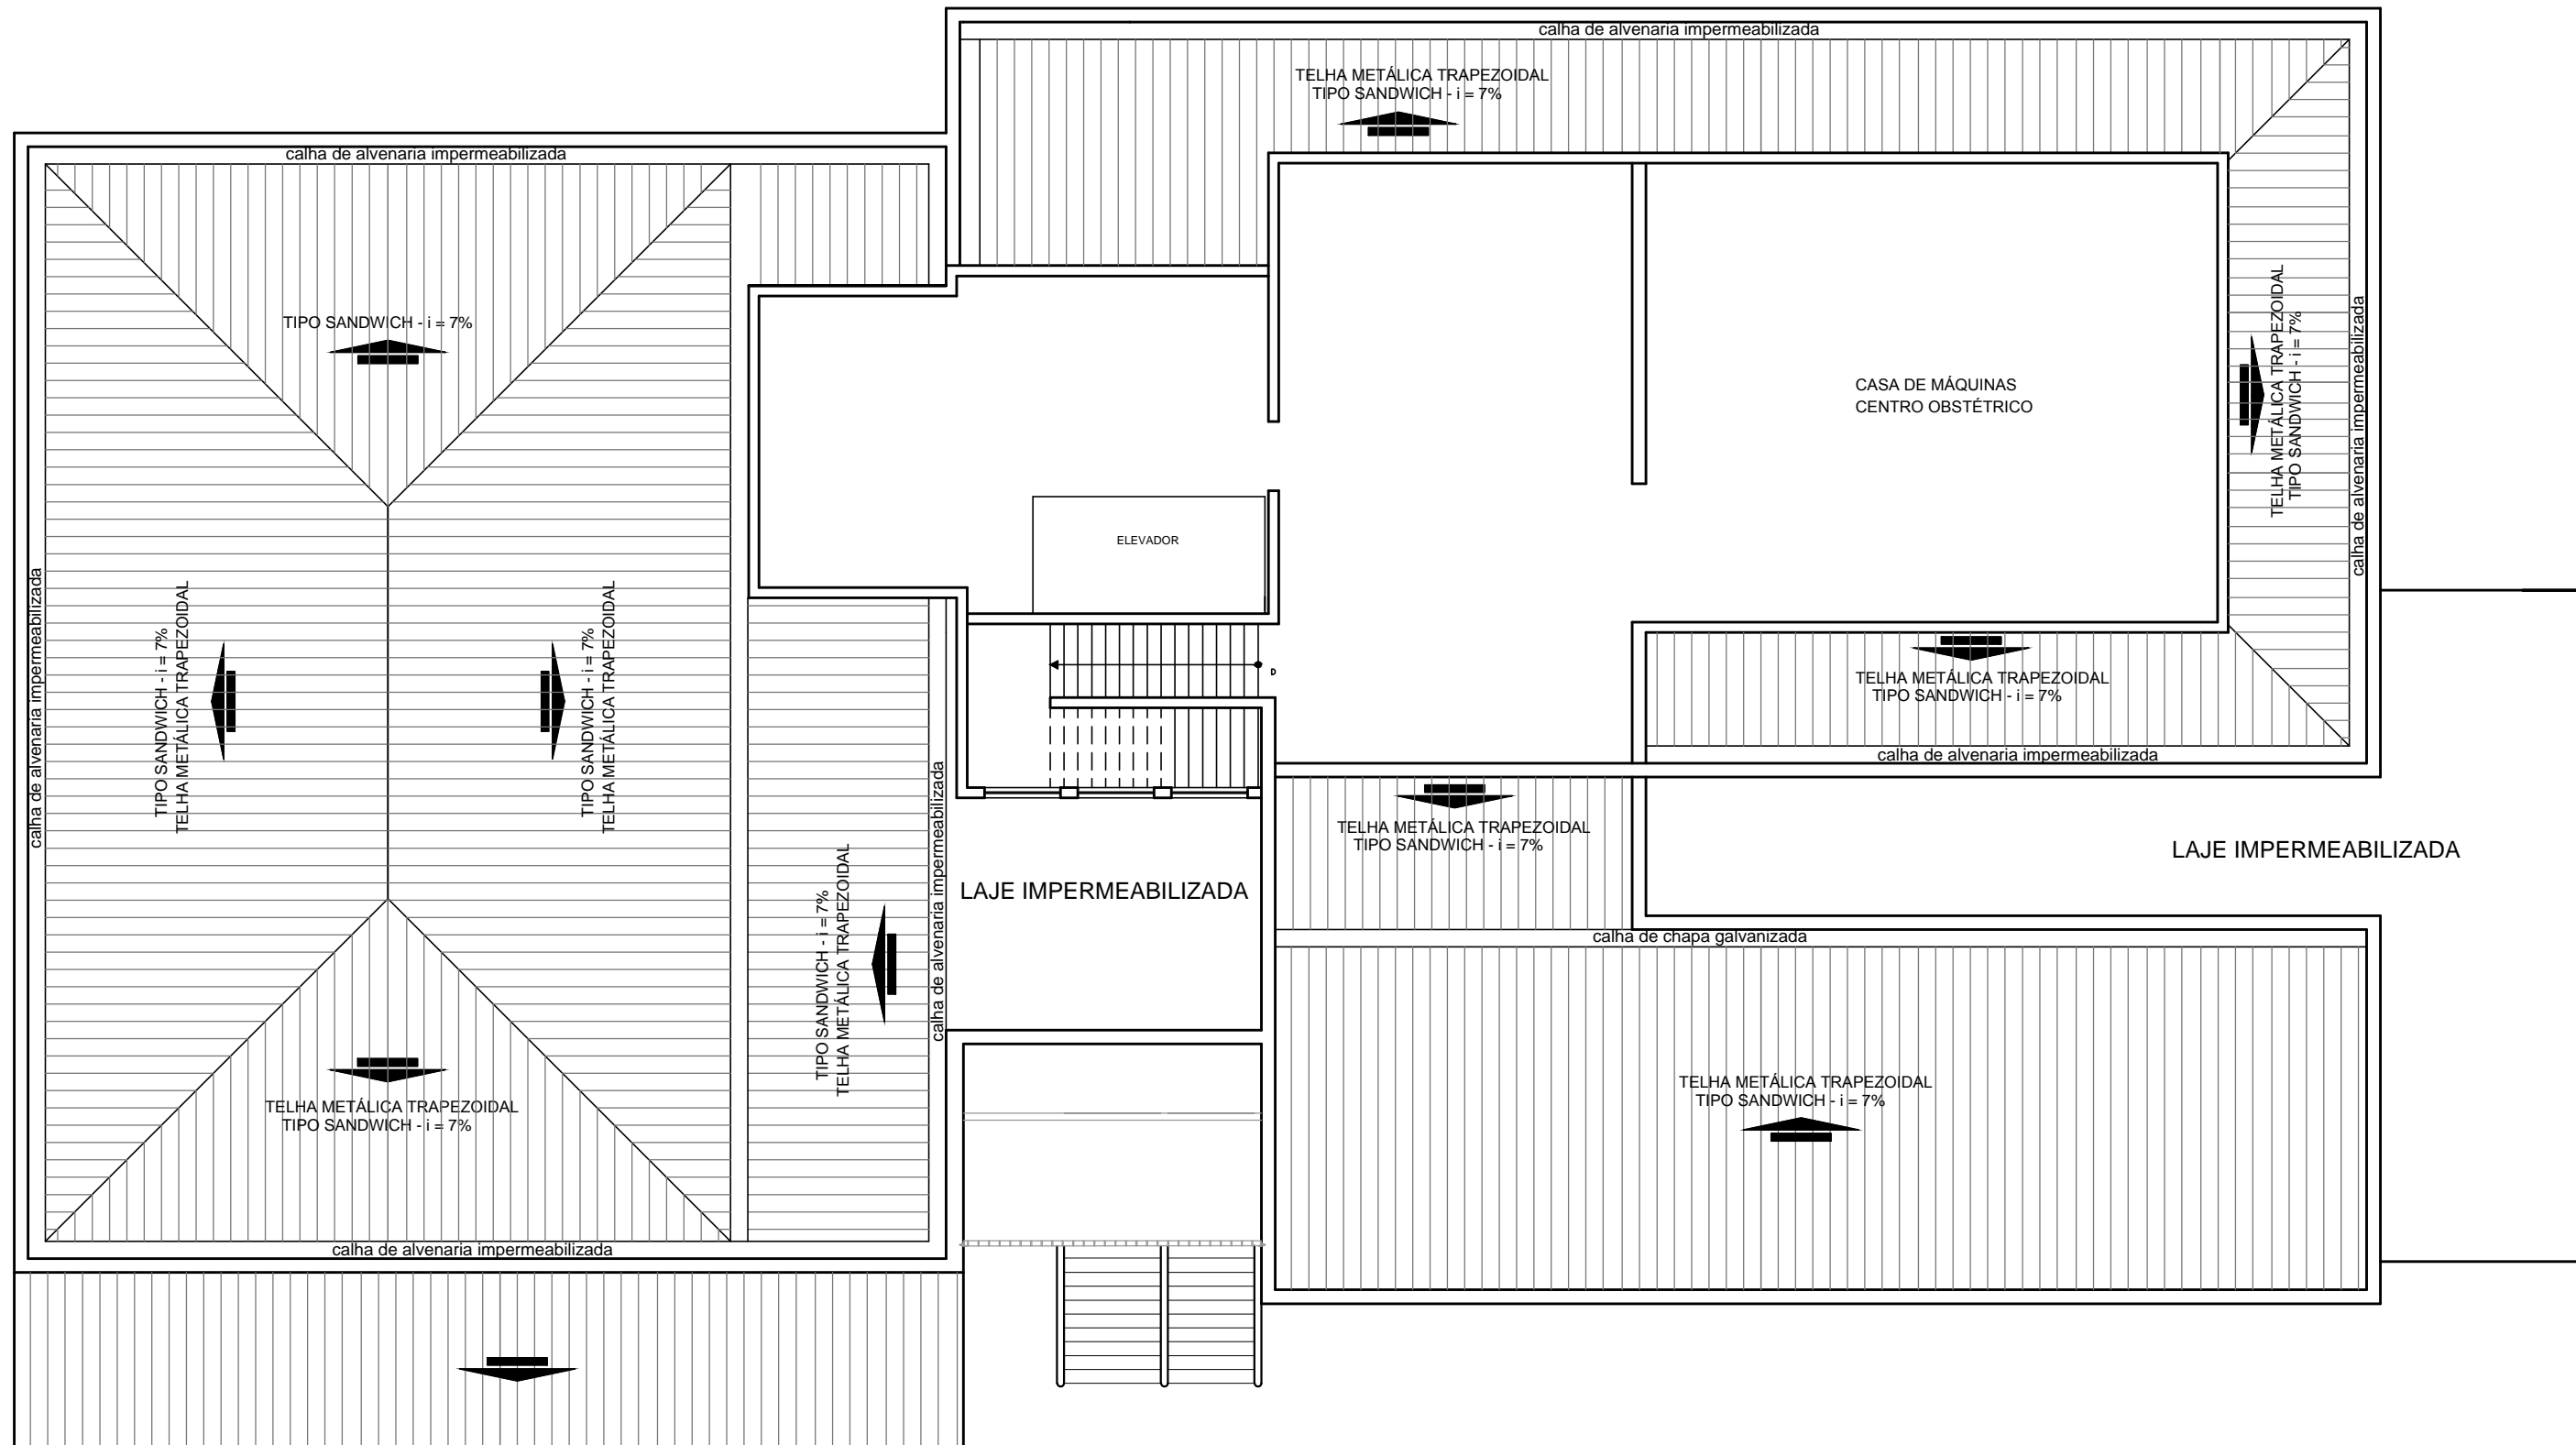 calha de alvenaria impermeabilizada
TELHA METÁLICA TRAPEZOIDAL
TIPO SANDWICH - i = 7%
calha de alvenaria impermeabilizada
TIPO SANDWICH - i = 7%
TELHA METÁLICA TRAPEZOIDAL
TIPO SANDWICH - i = 7%
calha de alvenaria impermeabilizada
CASA DE MÁQUINAS
CENTRO OBSTÉTRICO
ELEVADOR
calha de alvenaria impermeabilizada
TIPO SANDWICH - i = 7%
TELHA METÁLICA TRAPEZOIDAL
TIPO SANDWICH - i = 7%
TELHA METÁLICA TRAPEZOIDAL
D
TELHA METÁLICA TRAPEZOIDAL
TIPO SANDWICH - i = 7%
calha de alvenaria impermeabilizada
TELHA METÁLICA TRAPEZOIDAL
TIPO SANDWICH - i = 7%
LAJE IMPERMEABILIZADA
TIPO SANDWICH - i = 7%
TELHA METÁLICA TRAPEZOIDAL
calha de alvenaria impermeabilizada
LAJE IMPERMEABILIZADA
calha de chapa galvanizada
TELHA METÁLICA TRAPEZOIDAL
TIPO SANDWICH - i = 7%
TELHA METÁLICA TRAPEZOIDAL
TIPO SANDWICH - i = 7%
calha de alvenaria impermeabilizada